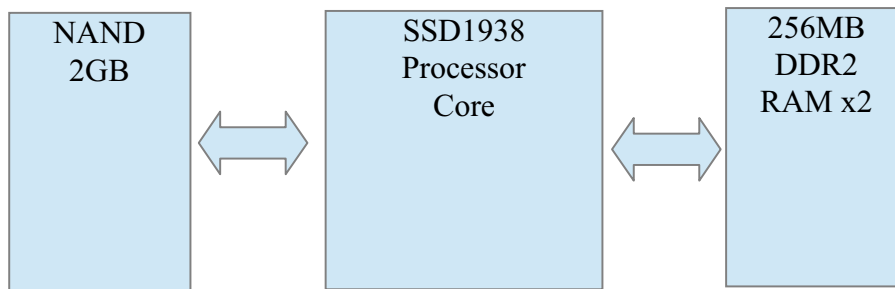 NAND
2GB
SSD1938
Processor
Core
256MB
DDR2
RAM x2